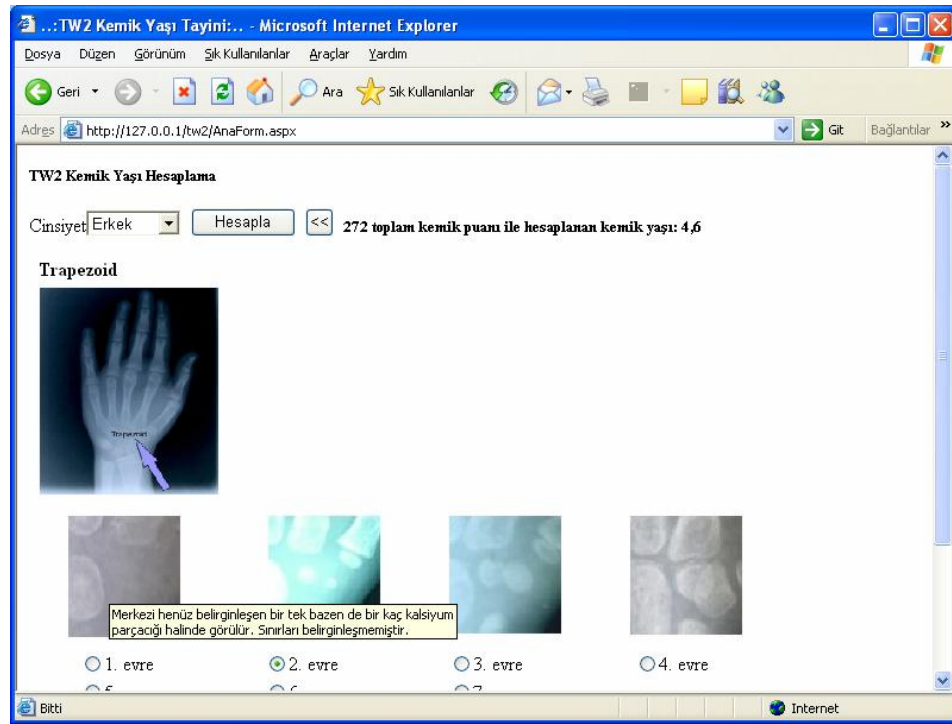 ..:TW2 Kemik Yaşı Tayini:.. - Microsoft Internet Explorer
Dosya Düzen Görünüm Sık Kullanılanlar Araçlar Yardım
Geri Ara Sık Kullanılanlar
Adres http://127.0.0.1/tw2/AnaForm.aspx Git Bağlantılar »
TW2 Kemik Yaşı Hesaplama
Cinsiyet Erkek Hesapla << 272 toplam kemik puanı ile hesaplanan kemik yaşı: 4,6
Trapezoid
Trapezoid
Merkezi henüz belirginleşen bir tek bazen de bir kaç kalsiyum
parçacığı halinde görülür. Sınırları belirginleşmemiştir.
1. evre 2. evre 3. evre 4. evre
Bitti Internet